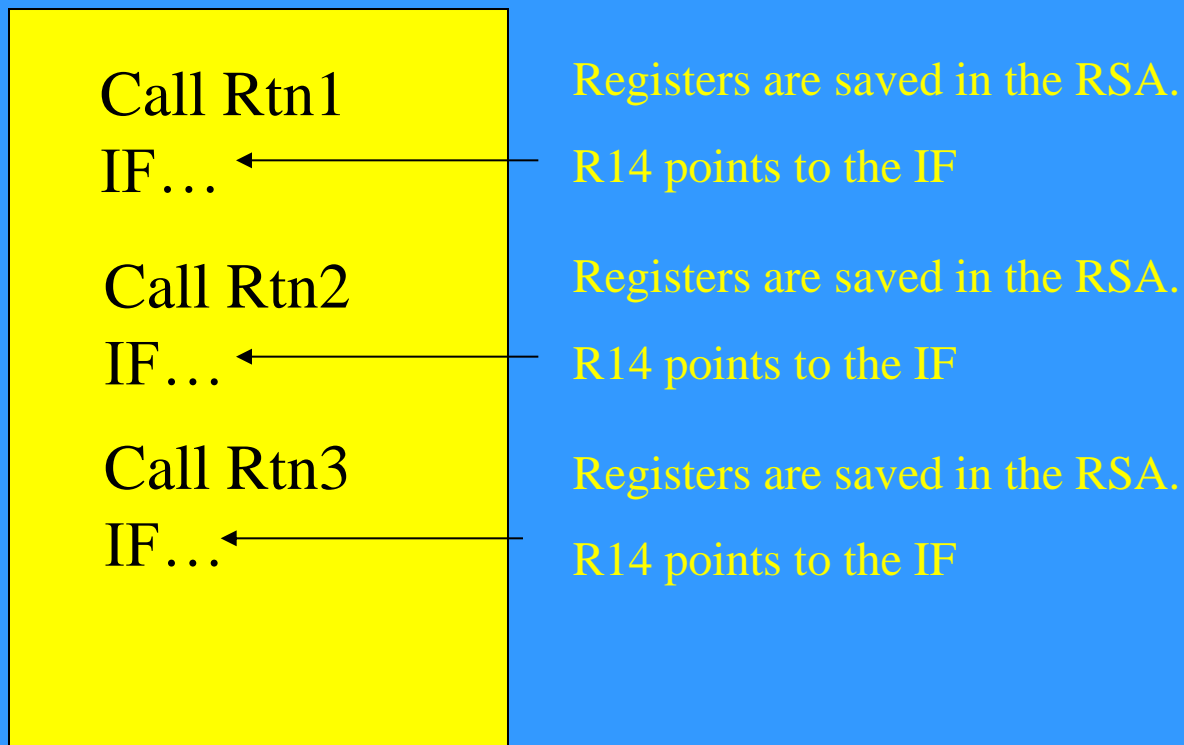 Call Rtn1
IF…
Call Rtn2
IF…
Call Rtn3
IF…
Registers are saved in the RSA.
R14 points to the IF
Registers are saved in the RSA.
R14 points to the IF
Registers are saved in the RSA.
R14 points to the IF